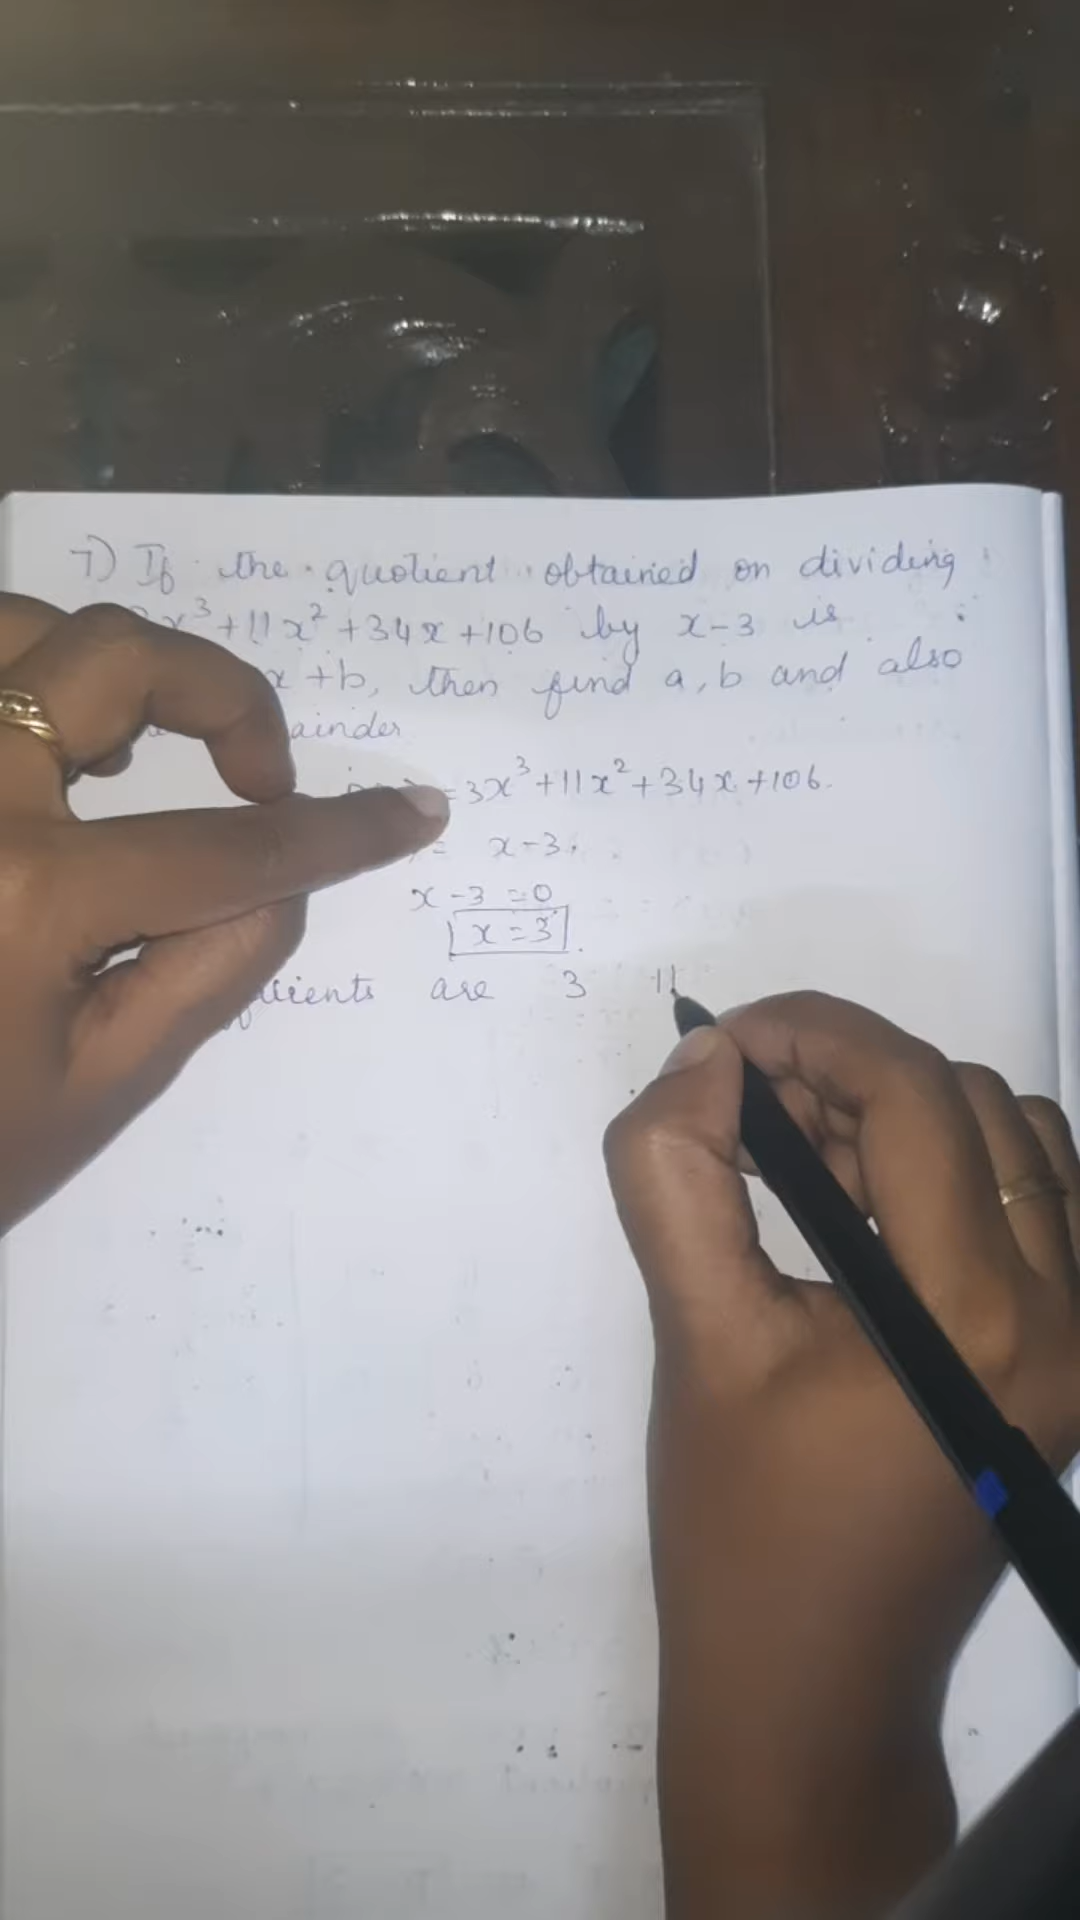 7) If the quotient obtained on dividing
x³ + 11x² + 34x + 106 by x - 3 is
x + b, then find a, b and also
ainder
= 3x³ + 11x² + 34x + 106.
= x - 3.
x - 3 = 0
x = 3.
are 3 11